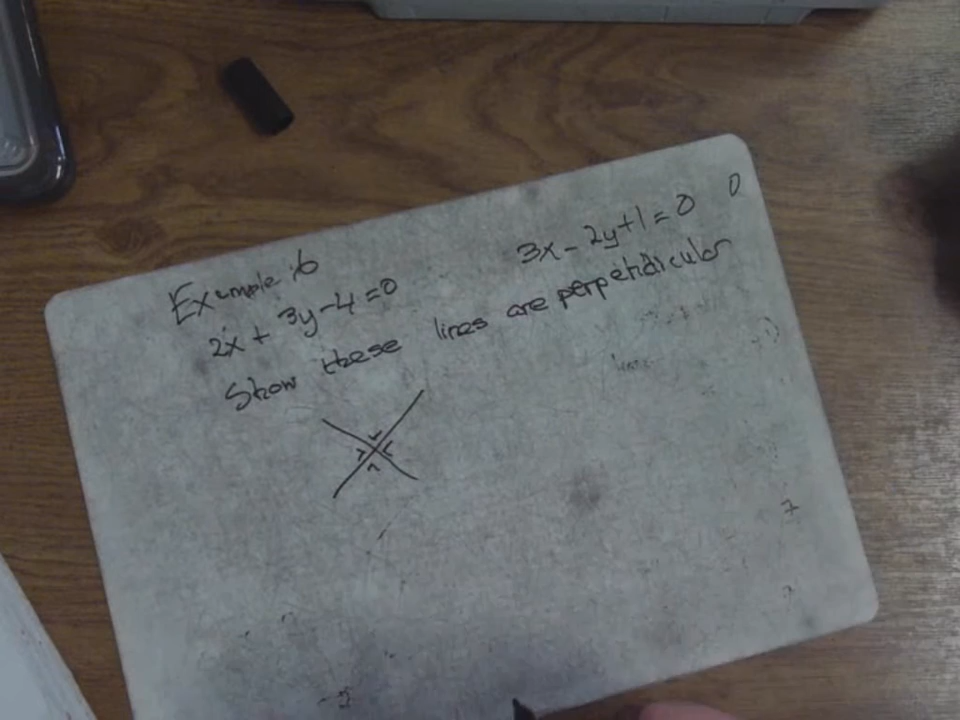 Example :6
2x + 3y - 4 = 0 3x - 2y + 1 = 0
Show these lines are perpendicular